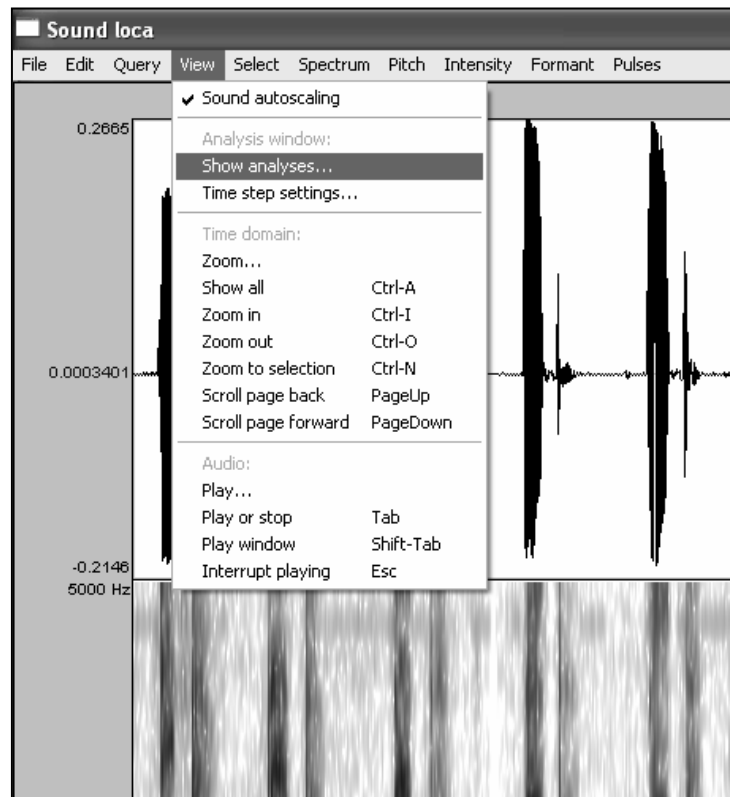 Sound loca
File Edit Query View Select Spectrum Pitch Intensity Formant Pulses
Sound autoscaling
0.2665
Analysis window:
Show analyses...
Time step settings...
Time domain:
Zoom...
Show all Ctrl-A
Zoom in Ctrl-I
Zoom out Ctrl-O
0.0003401
Zoom to selection Ctrl-N
Scroll page back PageUp
Scroll page forward PageDown
Audio:
Play...
Play or stop Tab
Play window Shift-Tab
-0.2146
Interrupt playing Esc
5000 Hz